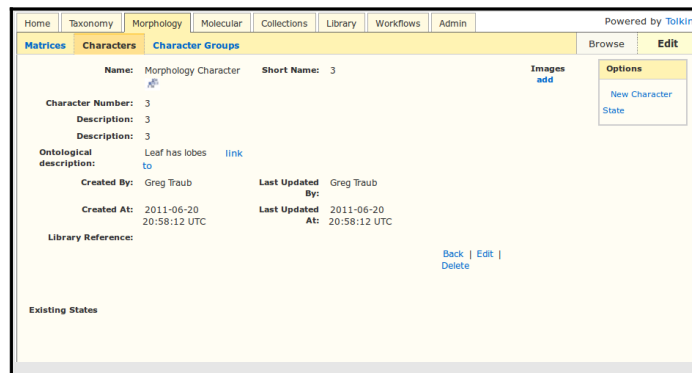 Home Taxonomy Morphology Molecular Collections Library Workflows Admin Powered by Tolkin
Matrices Characters Character Groups Browse Edit
Name: Morphology Character Short Name: 3 Images
add
Options
New Character
State
Character Number: 3
Description: 3
Description: 3
Ontological
description: Leaf has lobes link
to
Created By: Greg Traub Last Updated
By: Greg Traub
Created At: 2011-06-20
20:58:12 UTC
Last Updated
At: 2011-06-20
20:58:12 UTC
Library Reference:
Back | Edit |
Delete
Existing States